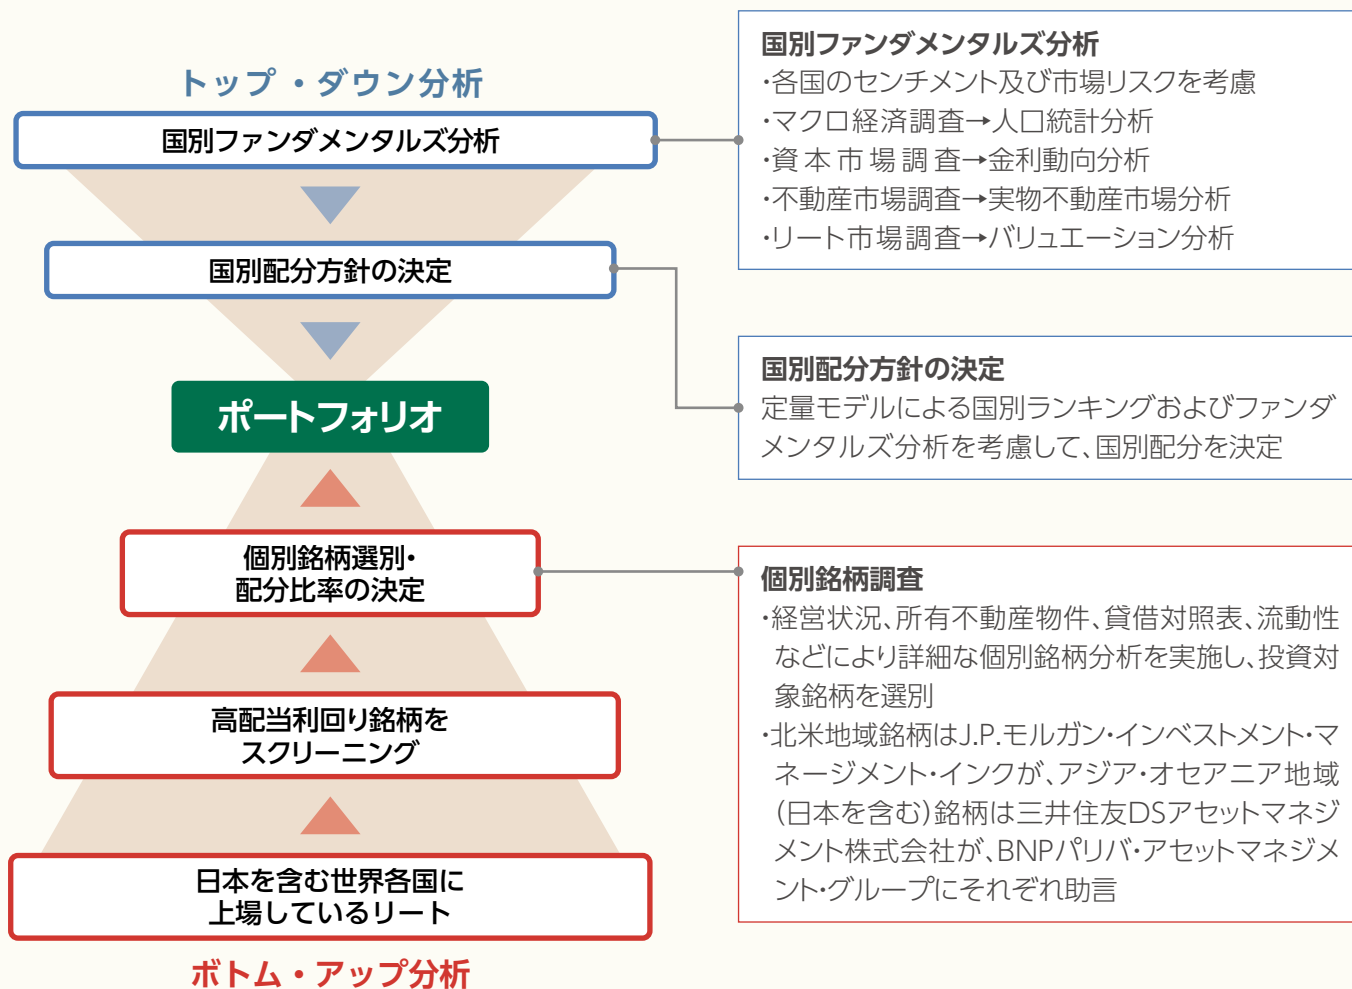 トップ・ダウン分析
国別ファンダメンタルズ分析
国別配分方針の決定
ポートフォリオ
個別銘柄選別・
配分比率の決定
高配当利回り銘柄を
スクリーニング
日本を含む世界各国に
上場しているリート
ボトム・アップ分析
国別ファンダメンタルズ分析
・各国のセンチメント及び市場リスクを考慮
・マクロ経済調査→人口統計分析
・資本市場調査→金利動向分析
・不動産市場調査→実物不動産市場分析
・リート市場調査→バリュエーション分析
国別配分方針の決定
定量モデルによる国別ランキングおよびファンダ
メンタルズ分析を考慮して、国別配分を決定
個別銘柄調査
・経営状況、所有不動産物件、貸借対照表、流動性
などにより詳細な個別銘柄分析を実施し、投資対
象銘柄を選別
・北米地域銘柄はJ.P.モルガン・インベストメント・マ
ネージメント・インクが、アジア・オセアニア地域
(日本を含む)銘柄は三井住友DSアセットマネジ
メント株式会社が、BNPパリバ・アセットマネジメ
ント・グループにそれぞれ助言